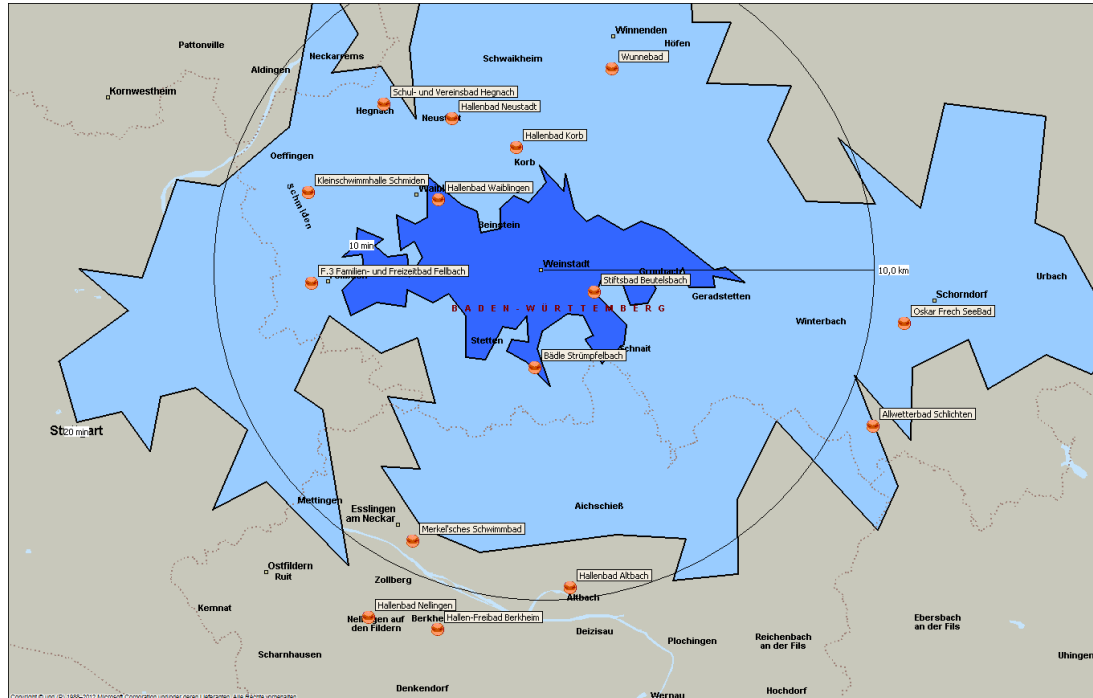 Winnenden
Pattonville
Höfen
Neckarrems
Schwaikheim
Wunnebad
Aldingen
Kornwestheim
Schul- und Vereinsbad Hegnach
Hallenbad Neustadt
Hegnach
Hallenbad Korb
Oeffingen
Korb
Kleinschwimmhalle Schmiden
Hallenbad Waiblingen
Schmiden
Beinstein
10 min
Weinstadt
F.3 Familien- und Freizeitbad Fellbach
10,0 km
Urbach
Stiftsbad Beutelsbach
Geradstetten
Schorndorf
BADEN-WÜRTTEMBERG
Oskar Frech SeeBad
Winterbach
Stetten
Schnait
Bädle Strümpfelbach
Allwetterbad Schlichten
20 min
Mettingen
Aichschieß
Esslingen
am Neckar
Merkel'sches Schwimmbad
Ostfildern
Ruit
Zollberg
Hallenbad Altbach
Altbach
Kemnat
Hallenbad Nellingen
Hallen-Freibad Berkheim
Nellingen auf
den Fildern
Deizisau
Plochingen
Reichenbach
an der Fils
Ebersbach
an der Fils
Scharnhausen
Uhingen
Denkendorf
Wernau
Hochdorf